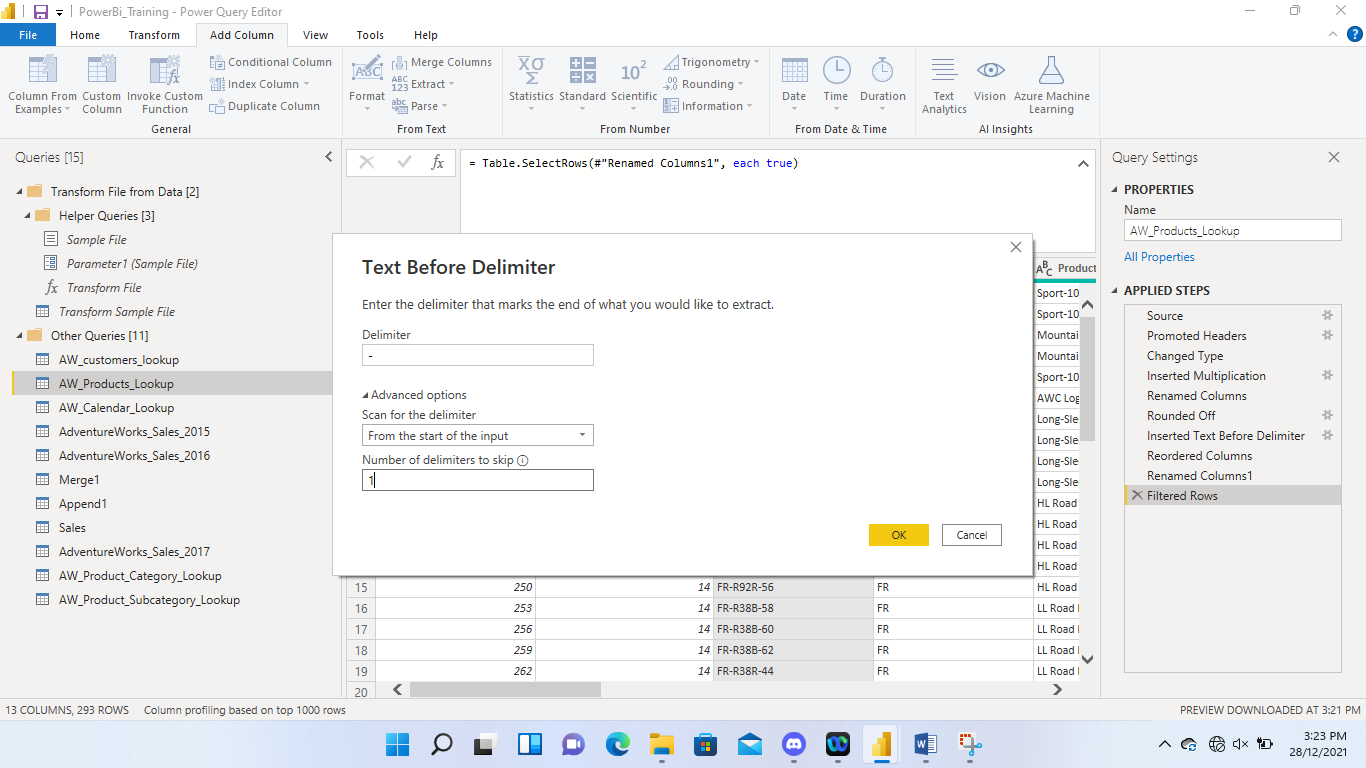 PowerBi_Training - Power Query Editor
File Home Transform Add Column View Tools Help
Column From Examples
Custom Column
Invoke Custom Function
Conditional Column
Index Column
Duplicate Column
General
Format
Merge Columns
Extract
Parse
From Text
Statistics
Standard
Scientific
Trigonometry
Rounding
Information
From Number
Date
Time
Duration
From Date & Time
Text Analytics
Vision
Azure Machine Learning
AI Insights
Queries [15]
Transform File from Data [2]
Helper Queries [3]
Sample File
Parameter1 (Sample File)
Transform File
Transform Sample File
Other Queries [11]
AW_customers_lookup
AW_Products_Lookup
AW_Calendar_Lookup
AdventureWorks_Sales_2015
AdventureWorks_Sales_2016
Merge1
Append1
Sales
AdventureWorks_Sales_2017
AW_Product_Category_Lookup
AW_Product_Subcategory_Lookup
= Table.SelectRows(#"Renamed Columns1", each true)
Text Before Delimiter
Enter the delimiter that marks the end of what you would like to extract.
Delimiter
-
Advanced options
Scan for the delimiter
From the start of the input
Number of delimiters to skip
1
OK Cancel
Product
Sport-10
Sport-10
Mountai
Mountai
Sport-10
AWC Log
Long-Sle
Long-Sle
Long-Sle
Long-Sle
HL Road
HL Road
HL Road
HL Road
15 250 14 FR-R92R-56 FR HL Road
16 253 14 FR-R38B-58 FR LL Road
17 256 14 FR-R38B-60 FR LL Road
18 259 14 FR-R38B-62 FR LL Road
19 262 14 FR-R38R-44 FR LL Road
20
Query Settings
PROPERTIES
Name
AW_Products_Lookup
All Properties
APPLIED STEPS
Source
Promoted Headers
Changed Type
Inserted Multiplication
Renamed Columns
Rounded Off
Inserted Text Before Delimiter
Reordered Columns
Renamed Columns1
Filtered Rows
13 COLUMNS, 293 ROWS Column profiling based on top 1000 rows PREVIEW DOWNLOADED AT 3:21 PM
3:23 PM
28/12/2021